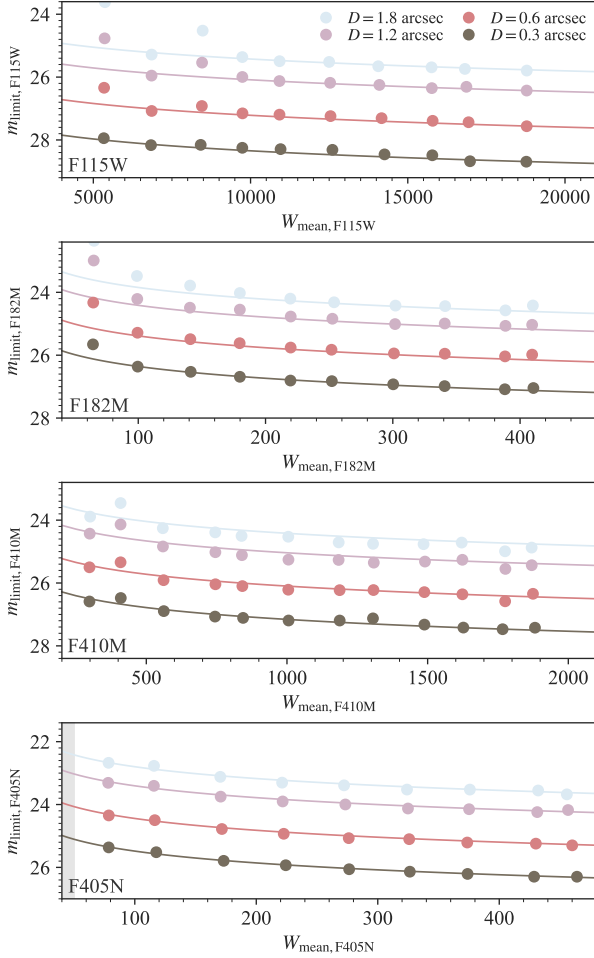 D = 1.8 arcsec D = 0.6 arcsec
D = 1.2 arcsec D = 0.3 arcsec
24
26
28
m_limit, F115W
F115W
5000 10000 15000 20000
W_mean, F115W
24
26
28
m_limit, F182M
F182M
100 200 300 400
W_mean, F182M
24
26
28
m_limit, F410M
F410M
500 1000 1500 2000
W_mean, F410M
22
24
26
m_limit, F405N
F405N
100 200 300 400
W_mean, F405N